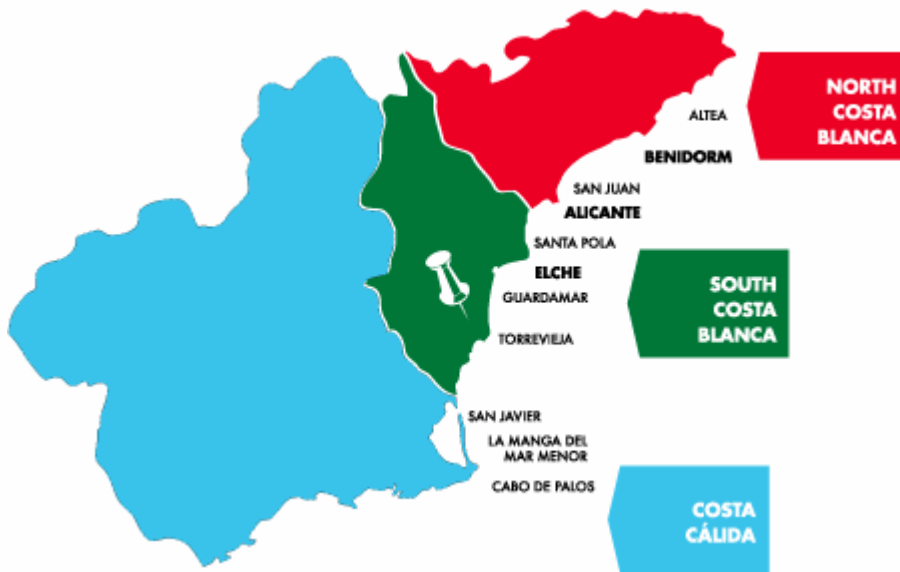 NORTH
COSTA
BLANCA
ALTEA
BENIDORM
SAN JUAN
ALICANTE
SANTA POLA
ELCHE
GUARDAMAR
SOUTH
COSTA
BLANCA
TORREVIEJA
SAN JAVIER
LA MANGA DEL
MAR MENOR
CABO DE PALOS
COSTA
CÁLIDA